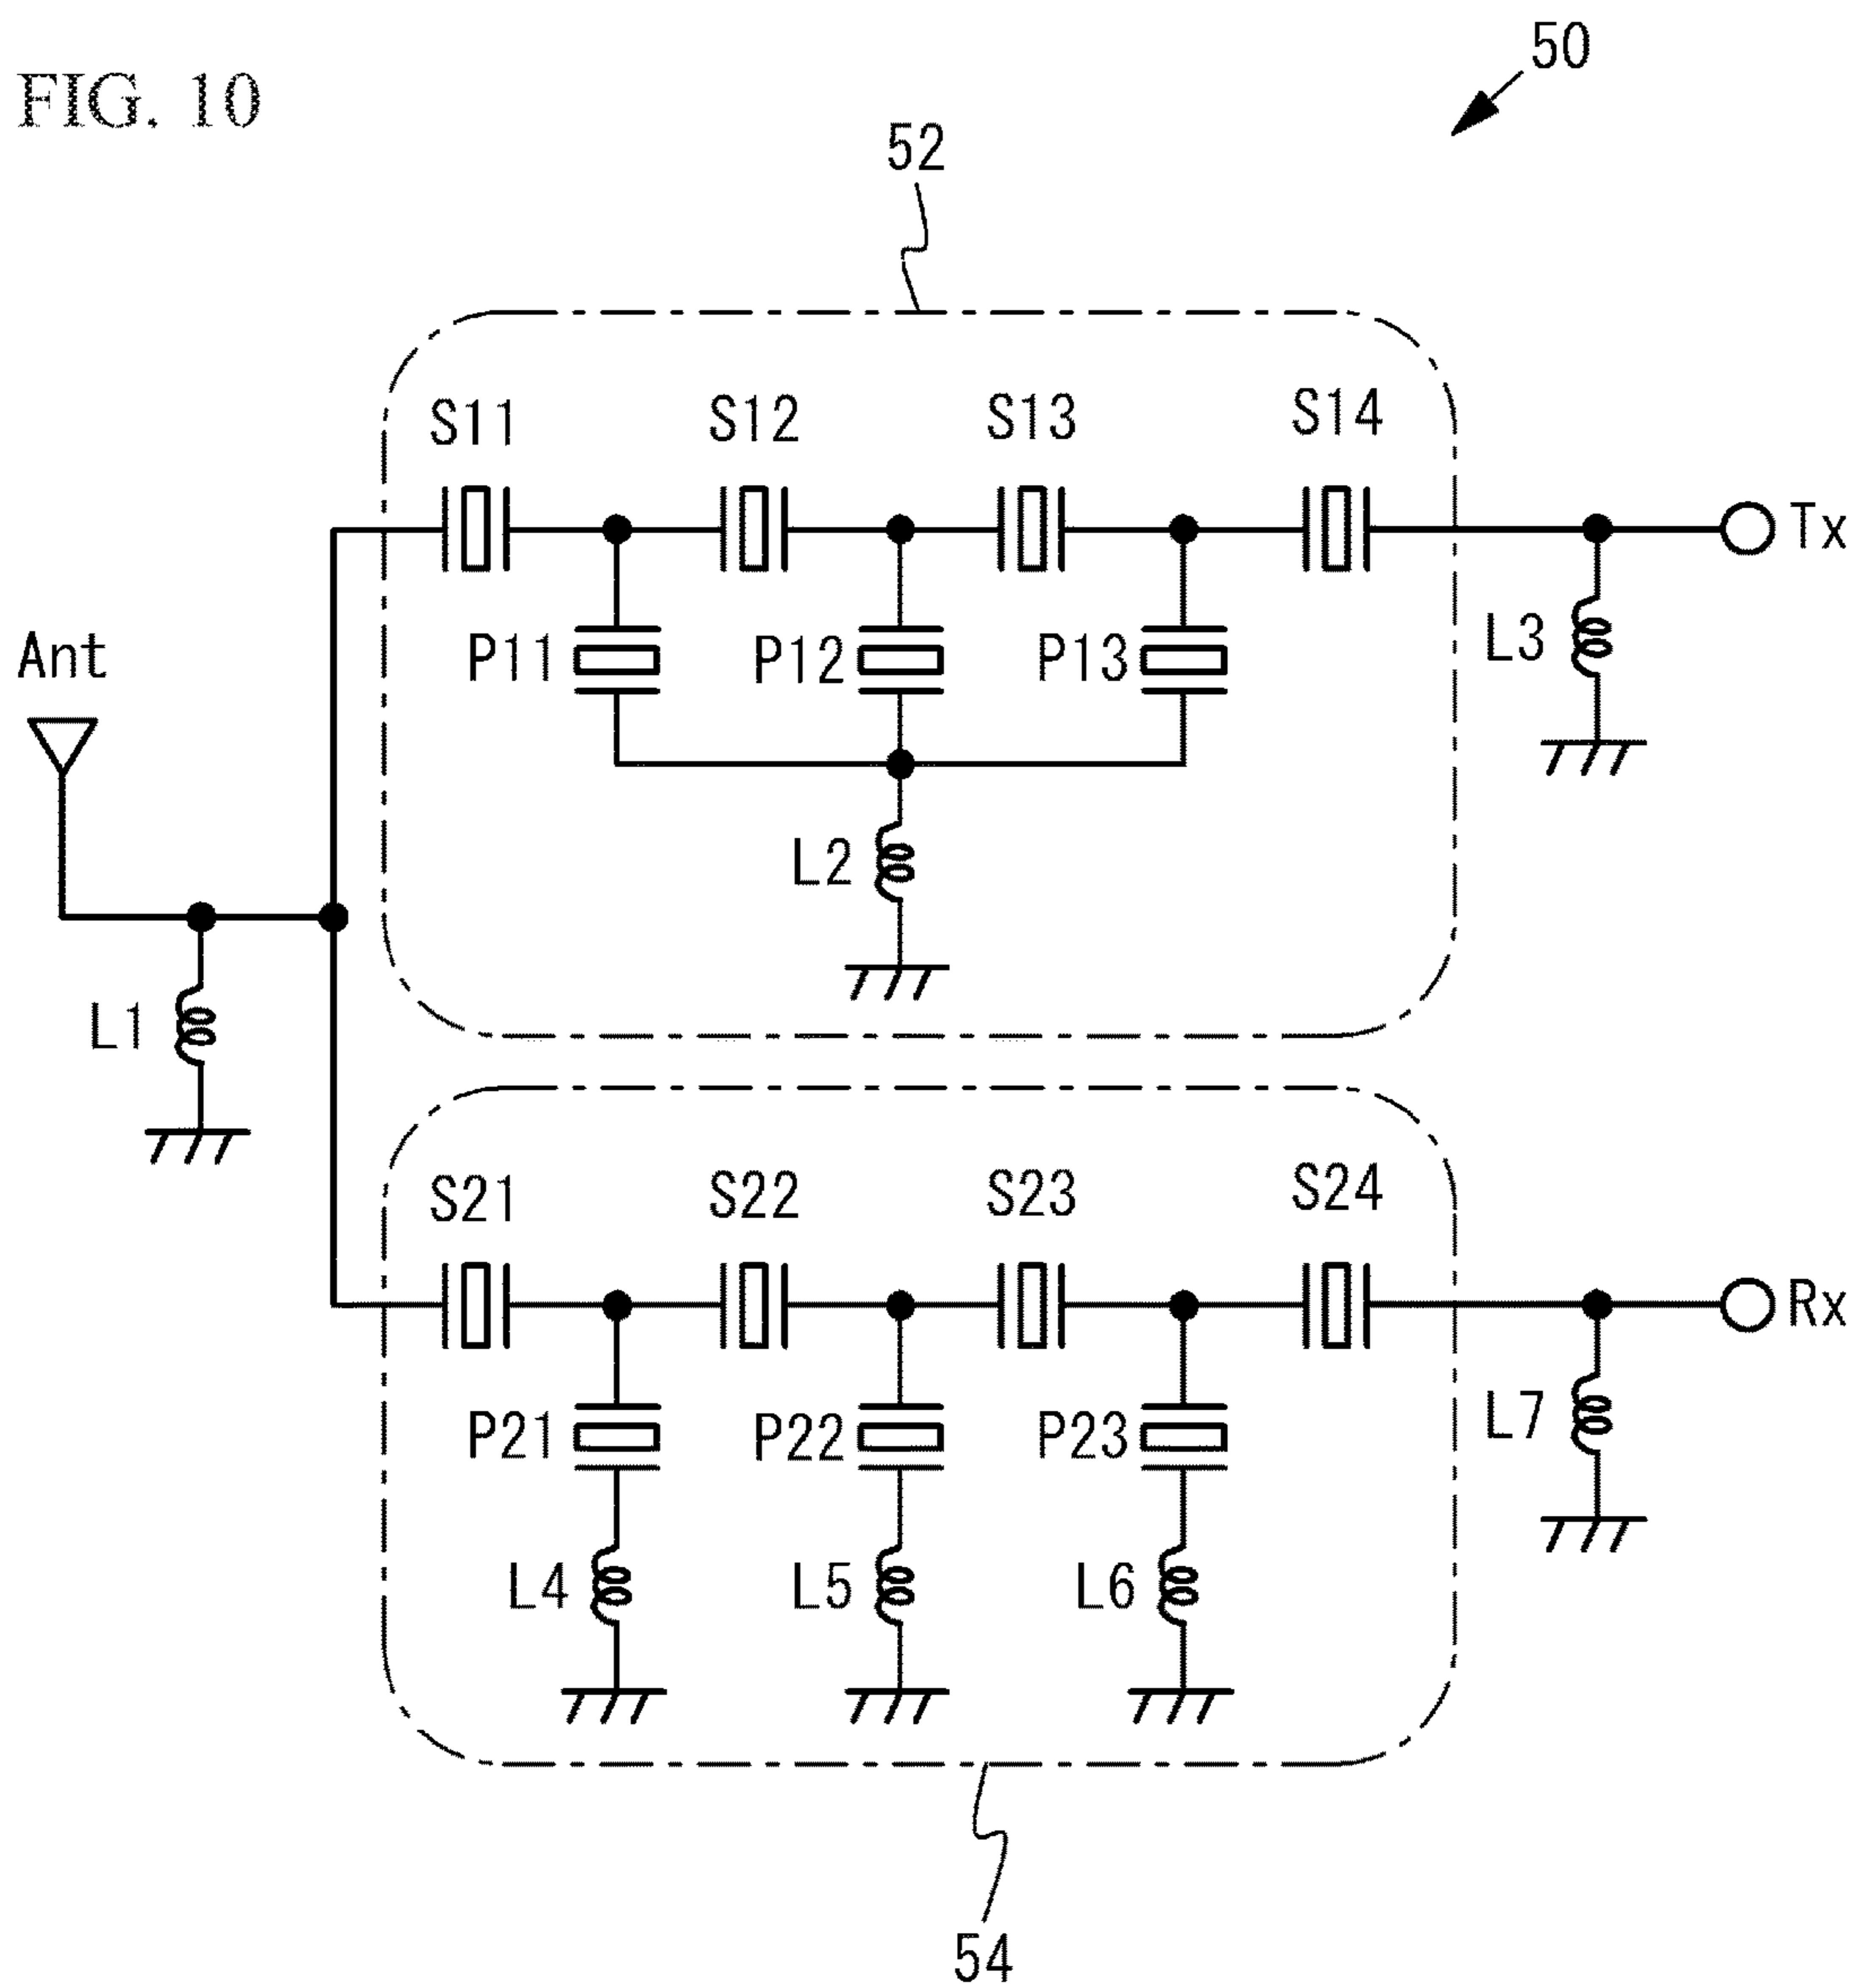 FIG. 10
50
52
S11 S12 S13 S14
Tx
P11 P12 P13 L3
Ant
L2
L1
S21 S22 S23 S24
Rx
P21 P22 P23 L7
L4 L5 L6
54